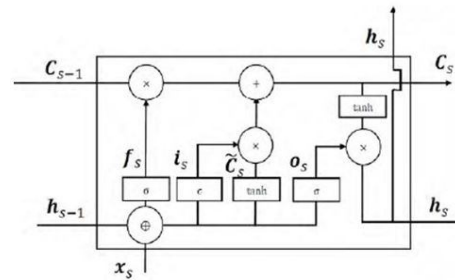 h_s
C_{s-1} × + C_s
tanh
f_s i_s × C̃_s o_s ×
σ σ tanh σ
h_{s-1} ⊕ h_s
x_s